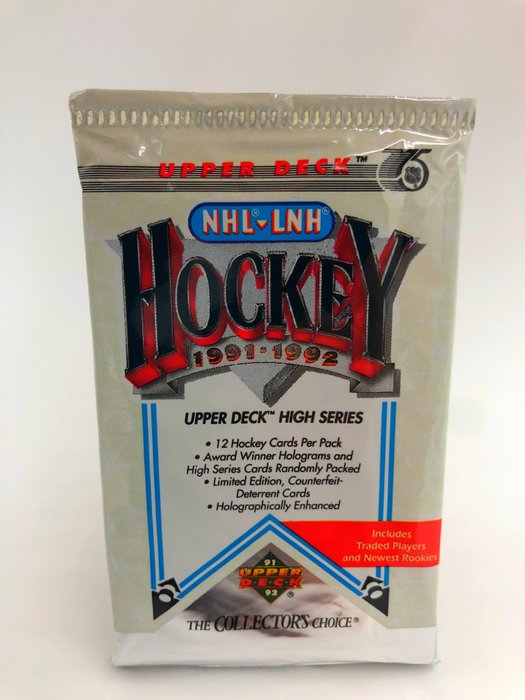 UPPER DECK™
NHL®♥LNH®
HOCKEY
1991-1992
UPPER DECK™ HIGH SERIES
• 12 Hockey Cards Per Pack
• Award Winner Holograms and
High Series Cards Randomly Packed
• Limited Edition, Counterfeit-
Deterrent Cards
• Holographically Enhanced
Includes
Traded Players
and Newest Rookies
91
UPPER
DECK
92
®
THE COLLECTOR'S CHOICE®